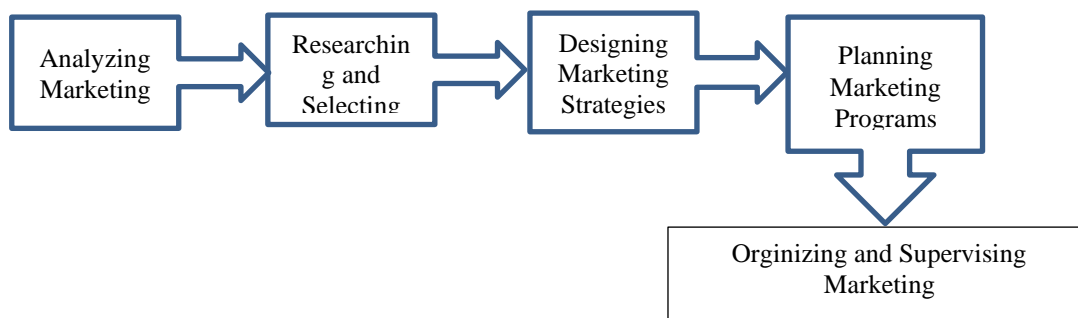 Analyzing
Marketing
Researchin
g and
Selecting
Designing
Marketing
Strategies
Planning
Marketing
Programs
Orginizing and Supervising
Marketing